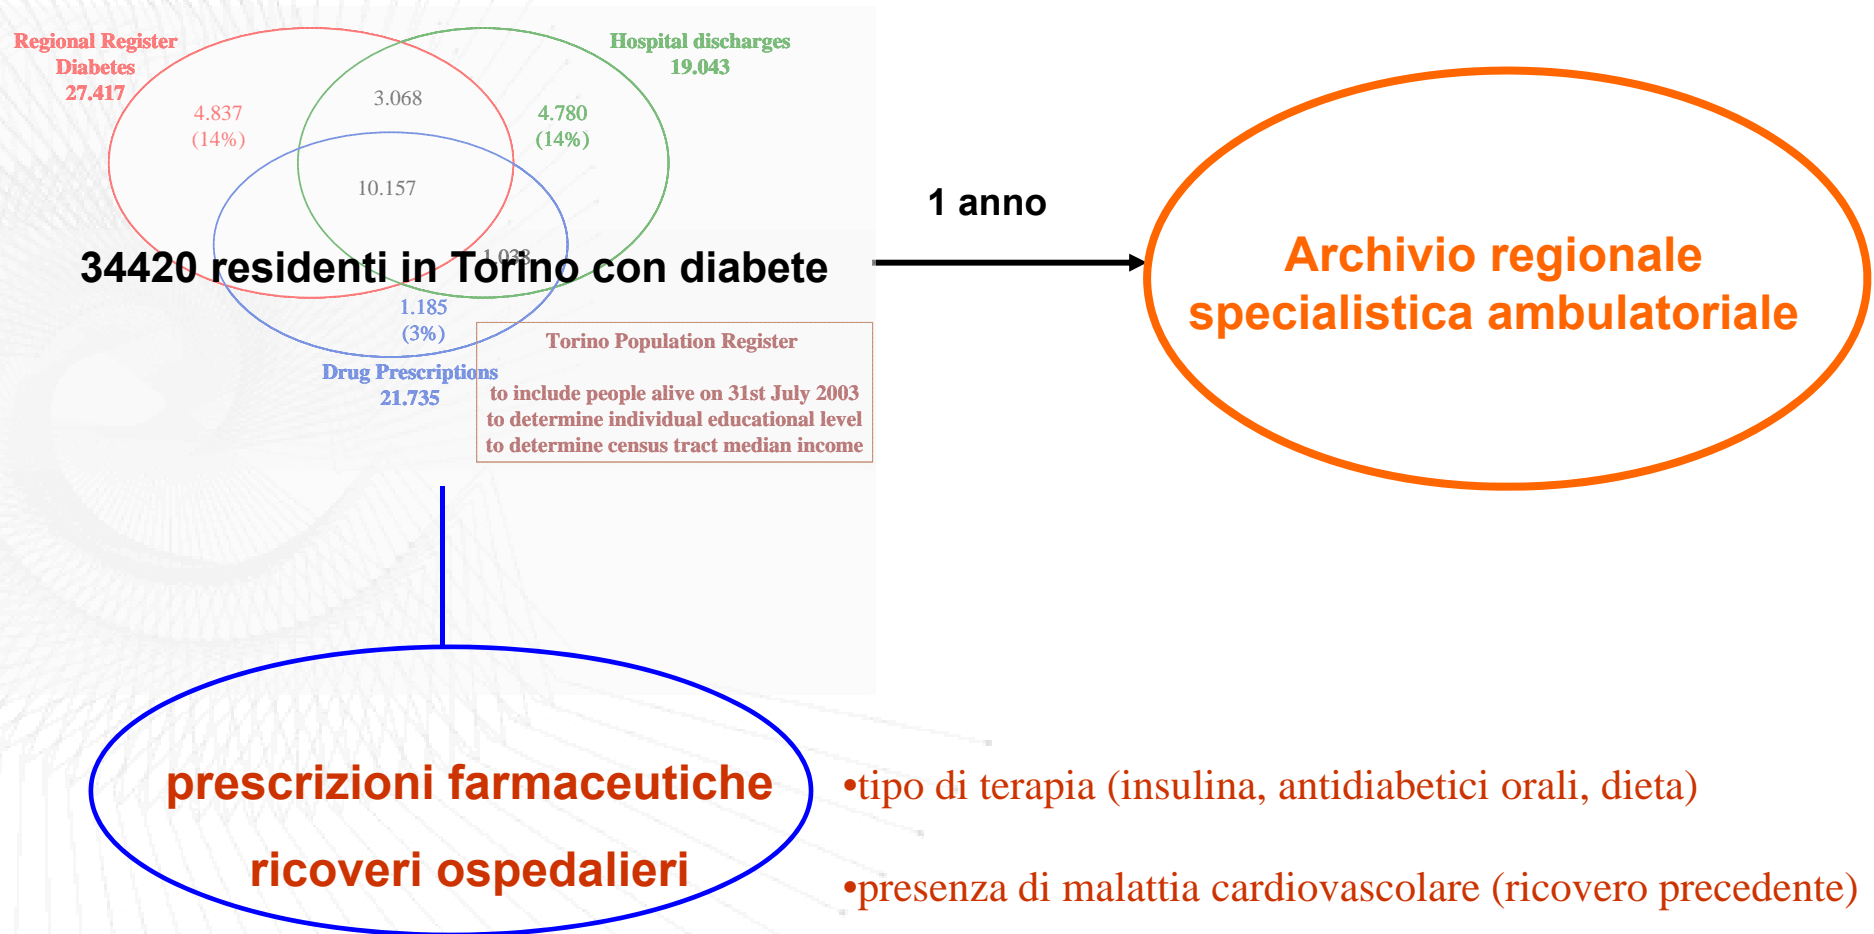 Regional Register
Diabetes
27.417
Hospital discharges
19.043
3.068
4.837
(14%)
4.780
(14%)
10.157
1.038
34420 residenti in Torino con diabete
1.185
(3%)
Drug Prescriptions
21.735
Torino Population Register
to include people alive on 31st July 2003
to determine individual educational level
to determine census tract median income
1 anno
Archivio regionale
specialistica ambulatoriale
prescrizioni farmaceutiche
ricoveri ospedalieri
•tipo di terapia (insulina, antidiabetici orali, dieta)
•presenza di malattia cardiovascolare (ricovero precedente)